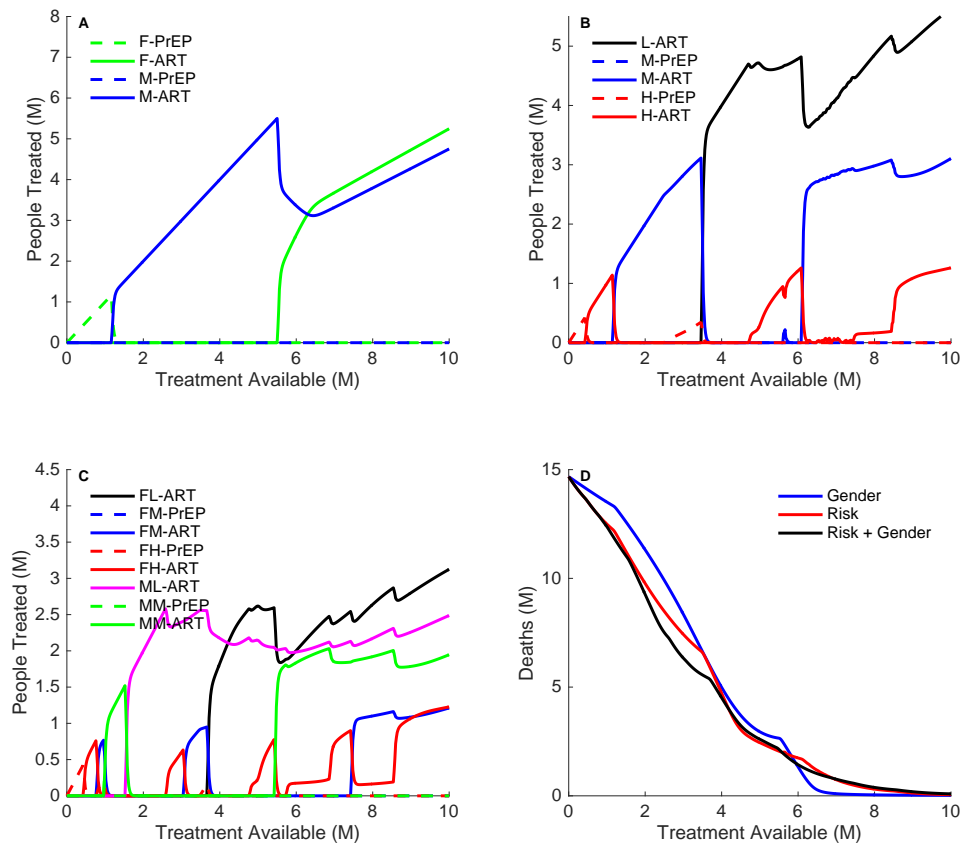 A
8
7
6
5
4
3
2
1
0
People Treated (M)
F-PrEP
F-ART
M-PrEP
M-ART
0 2 4 6 8 10
Treatment Available (M)
B
5
4
3
2
1
0
People Treated (M)
L-ART
M-PrEP
M-ART
H-PrEP
H-ART
0 2 4 6 8 10
Treatment Available (M)
C
4.5
4
3.5
3
2.5
2
1.5
1
0.5
0
People Treated (M)
FL-ART
FM-PrEP
FM-ART
FH-PrEP
FH-ART
ML-ART
MM-PrEP
MM-ART
0 2 4 6 8 10
Treatment Available (M)
D
15
10
5
0
Deaths (M)
Gender
Risk
Risk + Gender
0 2 4 6 8 10
Treatment Available (M)